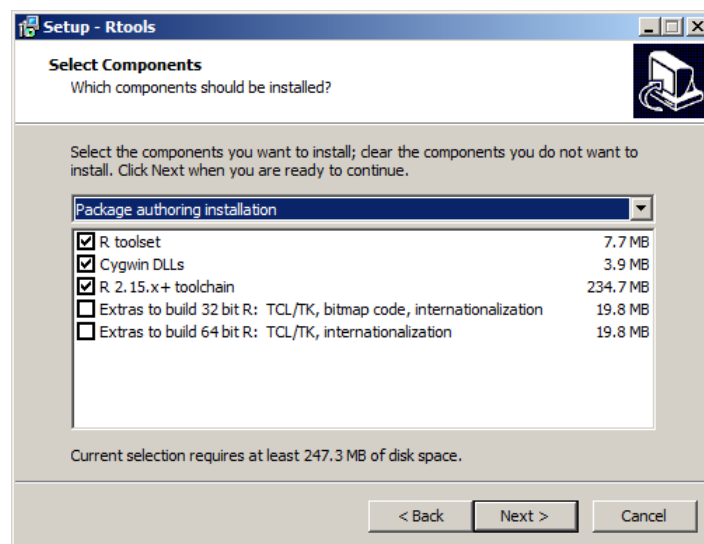 Setup - Rtools
Select Components
Which components should be installed?
Select the components you want to install; clear the components you do not want to
install. Click Next when you are ready to continue.
Package authoring installation
R toolset 7.7 MB
Cygwin DLLs 3.9 MB
R 2.15.x+ toolchain 234.7 MB
Extras to build 32 bit R: TCL/TK, bitmap code, internationalization 19.8 MB
Extras to build 64 bit R: TCL/TK, internationalization 19.8 MB
Current selection requires at least 247.3 MB of disk space.
< Back Next > Cancel